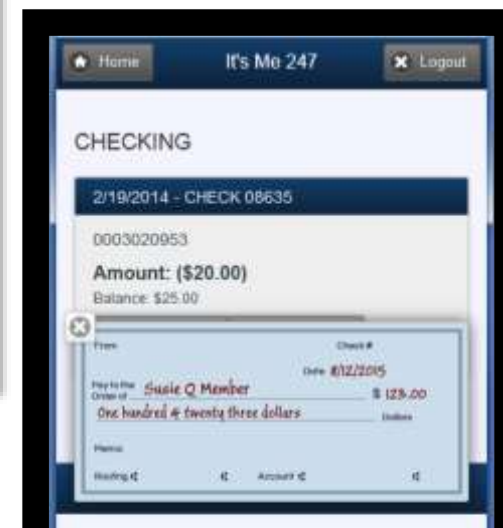 Home It's Me 247 Logout
CHECKING
2/19/2014 - CHECK 08635
0003020953
Amount: ($20.00)
Balance: $25.00
From Check #
Date 8/12/2015
Pay to the
Order of Susie Q Member $ 123.00
One hundred & twenty three dollars Dollars
Memo
Routing ⑆ ⑆ Account ⑆ ⑆